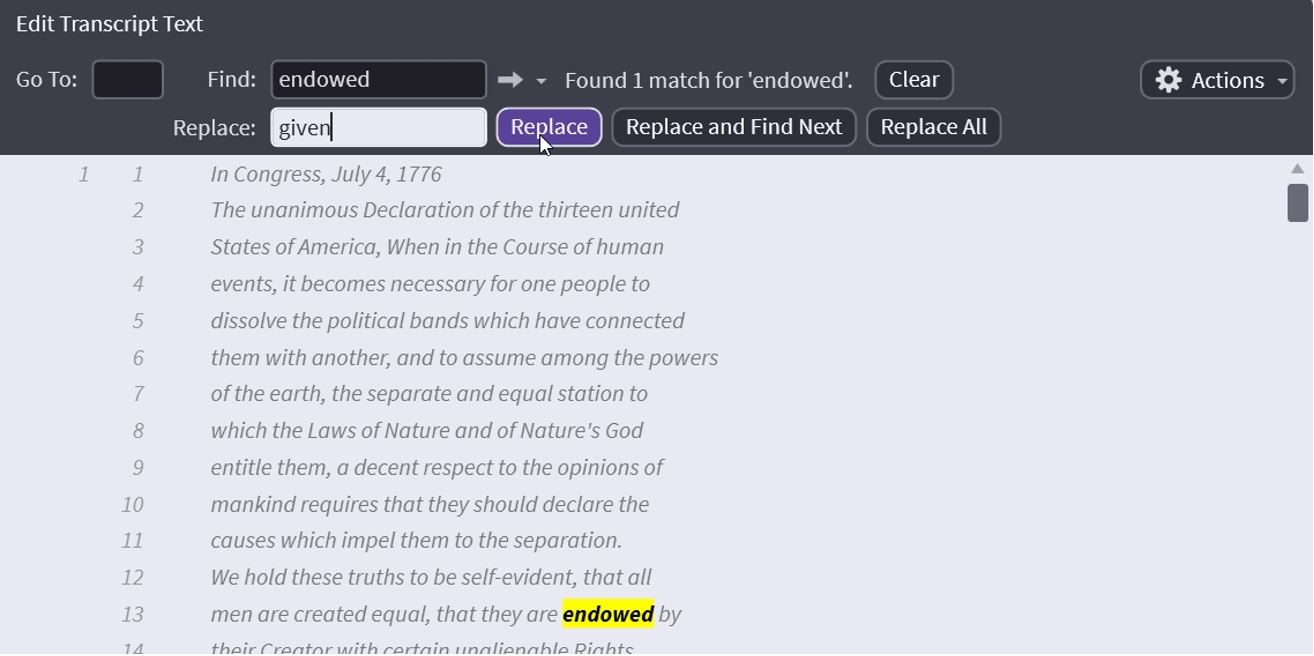 Edit Transcript Text
Go To: Find: endowed Found 1 match for 'endowed'. Clear Actions
Replace: given Replace Replace and Find Next Replace All
1 1 In Congress, July 4, 1776
2 The unanimous Declaration of the thirteen united
3 States of America, When in the Course of human
4 events, it becomes necessary for one people to
5 dissolve the political bands which have connected
6 them with another, and to assume among the powers
7 of the earth, the separate and equal station to
8 which the Laws of Nature and of Nature's God
9 entitle them, a decent respect to the opinions of
10 mankind requires that they should declare the
11 causes which impel them to the separation.
12 We hold these truths to be self-evident, that all
13 men are created equal, that they are endowed by
14 their Creator with certain unalienable Rights